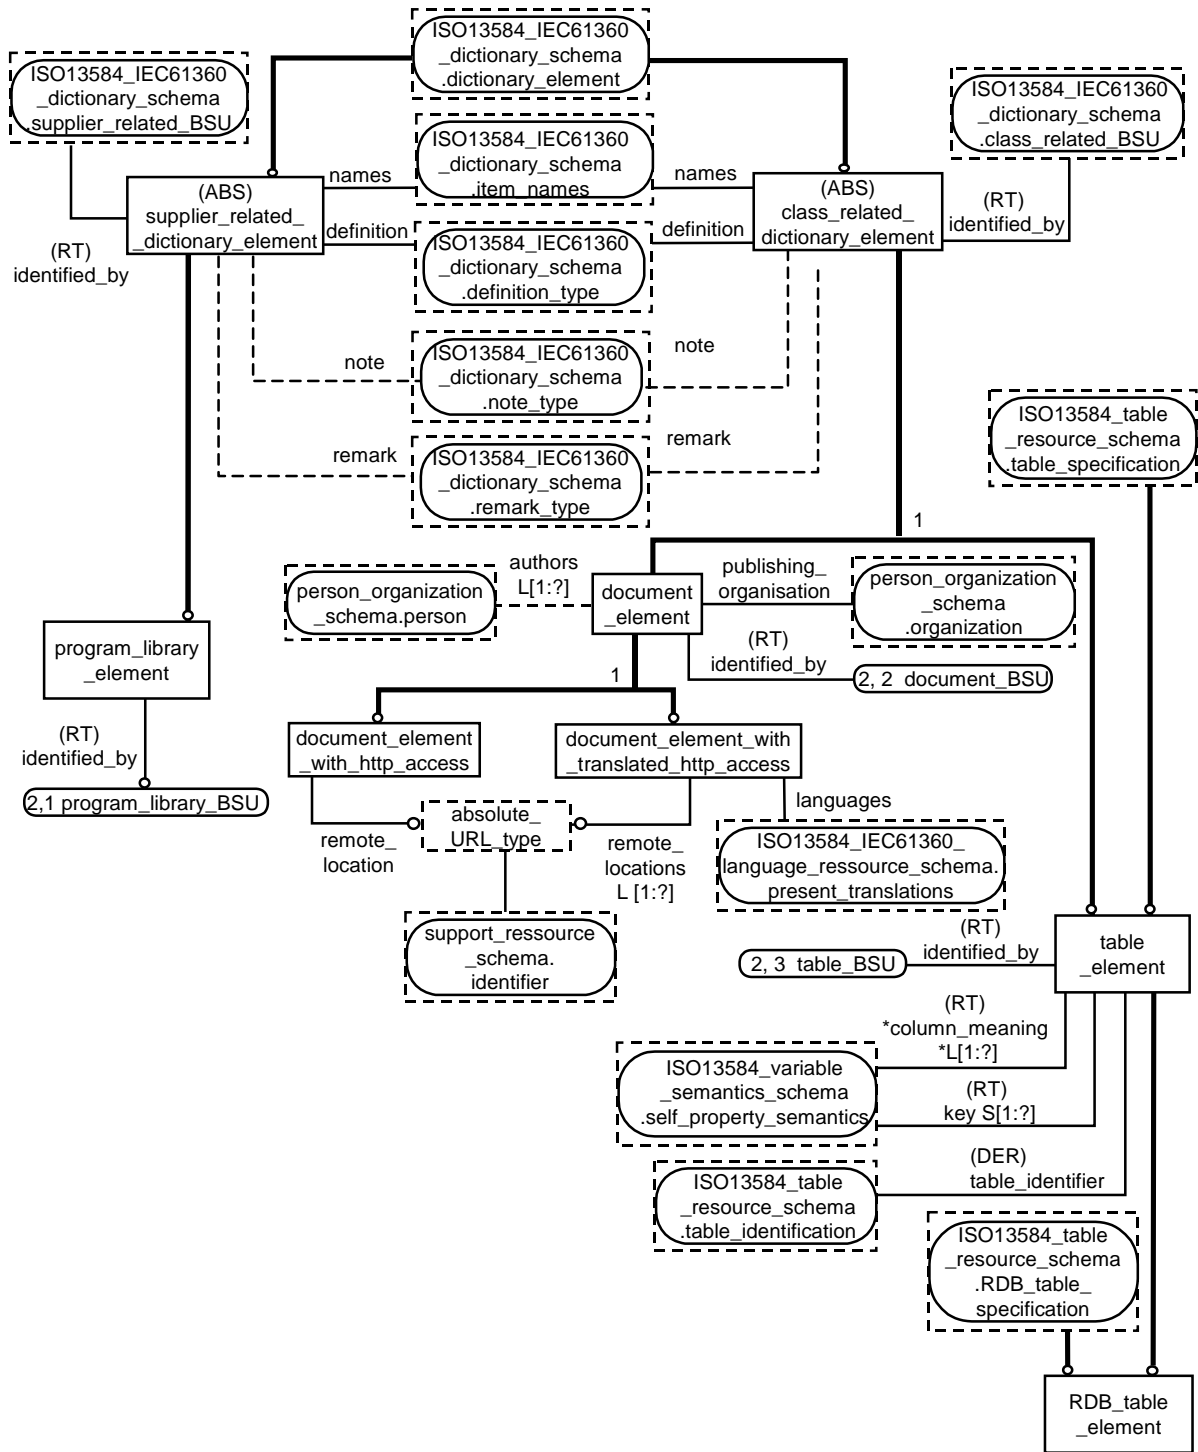 ISO13584_IEC61360
_dictionary_schema
.dictionary_element
ISO13584_IEC61360
_dictionary_schema
.supplier_related_BSU
ISO13584_IEC61360
_dictionary_schema
.class_related_BSU
ISO13584_IEC61360
_dictionary_schema
.item_names
names
names
(ABS)
supplier_related_
_dictionary_element
(ABS)
class_related_
dictionary_element
(RT)
identified_by
(RT)
identified_by
definition
definition
ISO13584_IEC61360
_dictionary_schema
.definition_type
note
note
ISO13584_IEC61360
_dictionary_schema
.note_type
remark
remark
ISO13584_IEC61360
_dictionary_schema
.remark_type
ISO13584_table
_resource_schema
.table_specification
1
authors
L[1:?]
publishing_
organisation
person_organization
_schema.person
document
_element
person_organization
_schema
.organization
(RT)
identified_by
2, 2 document_BSU
program_library
_element
1
(RT)
identified_by
2,1 program_library_BSU
document_element
_with_http_access
document_element_with
_translated_http_access
languages
absolute_
URL_type
remote_
location
remote_
locations
L [1:?]
ISO13584_IEC61360_
language_ressource_schema.
present_translations
support_ressource
_schema.
identifier
(RT)
identified_by
2, 3 table_BSU
table
_element
(RT)
*column_meaning
*L[1:?]
ISO13584_variable
_semantics_schema
.self_property_semantics
(RT)
key S[1:?]
(DER)
table_identifier
ISO13584_table
_resource_schema
.table_identification
ISO13584_table
_resource_schema
.RDB_table_
specification
RDB_table
_element